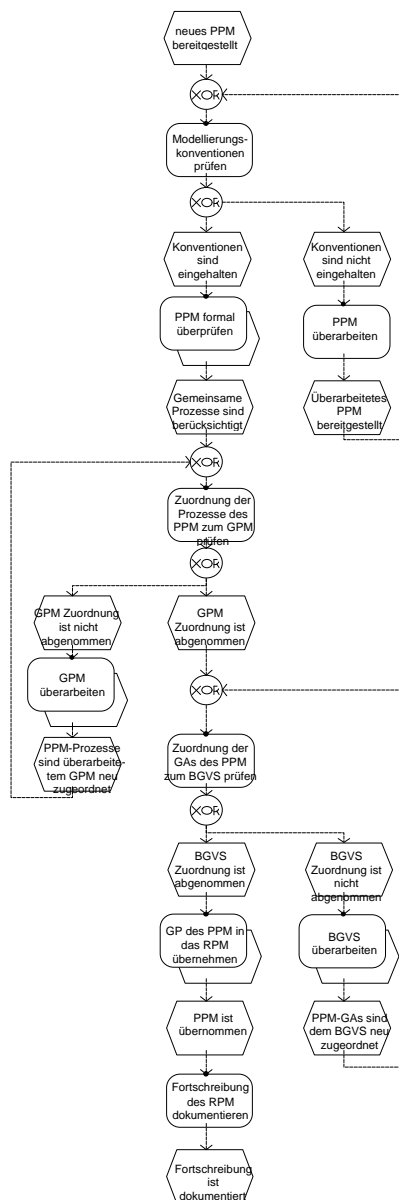 neues PPM
bereitgestellt
XOR
Modellierungs-
konventionen
prüfen
XOR
Konventionen
sind
eingehalten
Konventionen
sind nicht
eingehalten
PPM formal
überprüfen
PPM
überarbeiten
Gemeinsame
Prozesse sind
berücksichtigt
Überarbeitetes
PPM
bereitgestellt
XOR
Zuordnung der
Prozesse des
PPM zum GPM
prüfen
XOR
GPM Zuordnung
ist nicht
abgenommen
GPM
Zuordnung ist
abgenommen
GPM
überarbeiten
XOR
PPM-Prozesse
sind überarbeite-
tem GPM neu
zugeordnet
Zuordnung der
GAs des PPM
zum BGVS prüfen
XOR
BGVS
Zuordnung ist
abgenommen
BGVS
Zuordnung ist
nicht
abgenommen
GP des PPM in
das RPM
übernehmen
BGVS
überarbeiten
PPM ist
übernommen
PPM-GAs sind
dem BGVS neu
zugeordnet
Fortschreibung
des RPM
dokumentieren
Fortschreibung
ist
dokumentiert